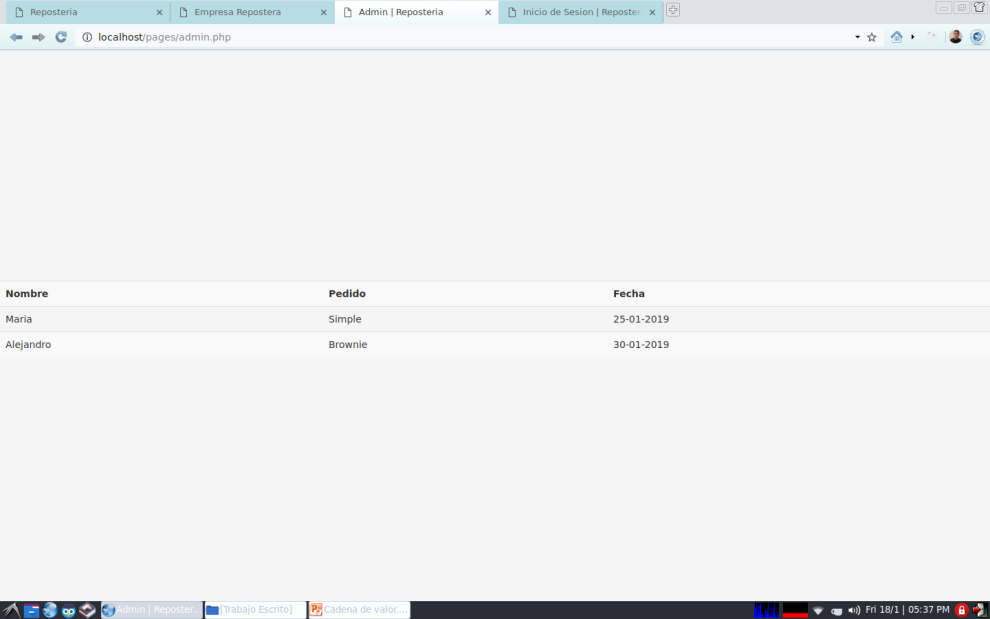 Reposteria
Empresa Repostera
Admin | Reposteria
Inicio de Sesion | Reposteri
localhost/pages/admin.php
Nombre Pedido Fecha
Maria Simple 25-01-2019
Alejandro Brownie 30-01-2019
Admin | Reposter... [Trabajo Escrito] Cadena de valor.... Fri 18/1 | 05:37 PM